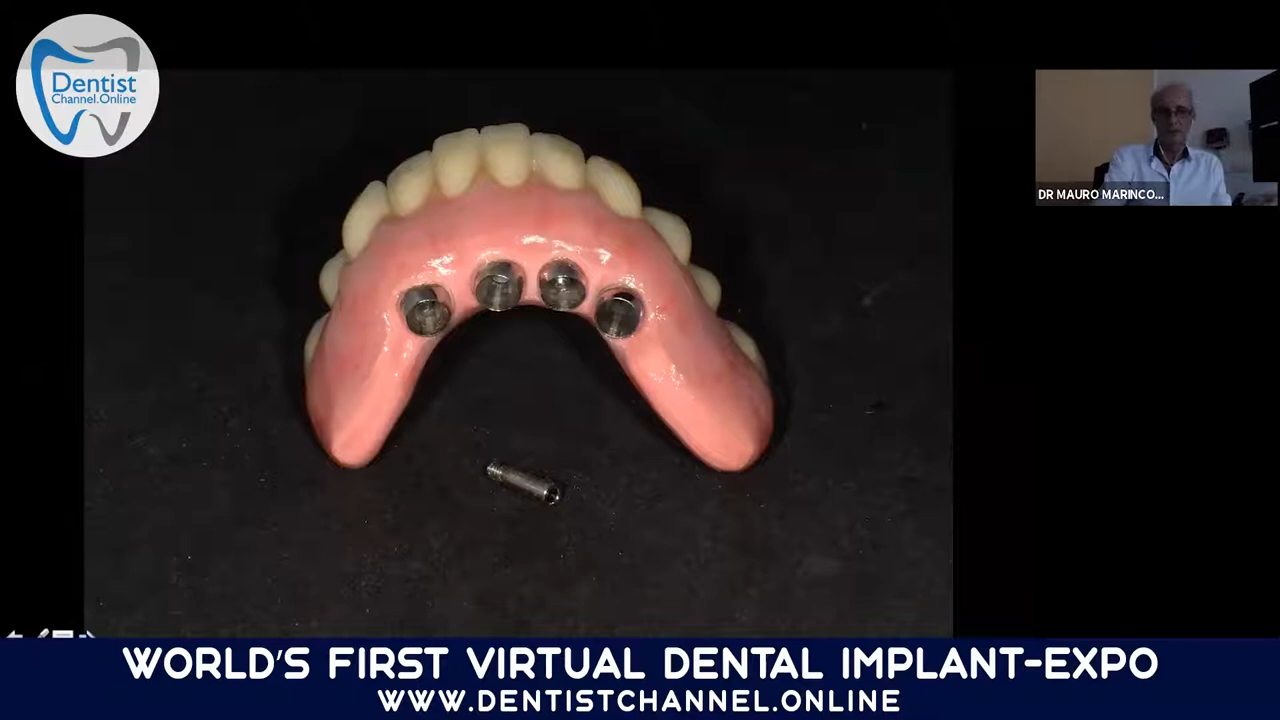 Dentist
Channel.Online
DR MAURO MARINCO...
WORLD'S FIRST VIRTUAL DENTAL IMPLANT-EXPO
WWW.DENTISTCHANNEL.ONLINE